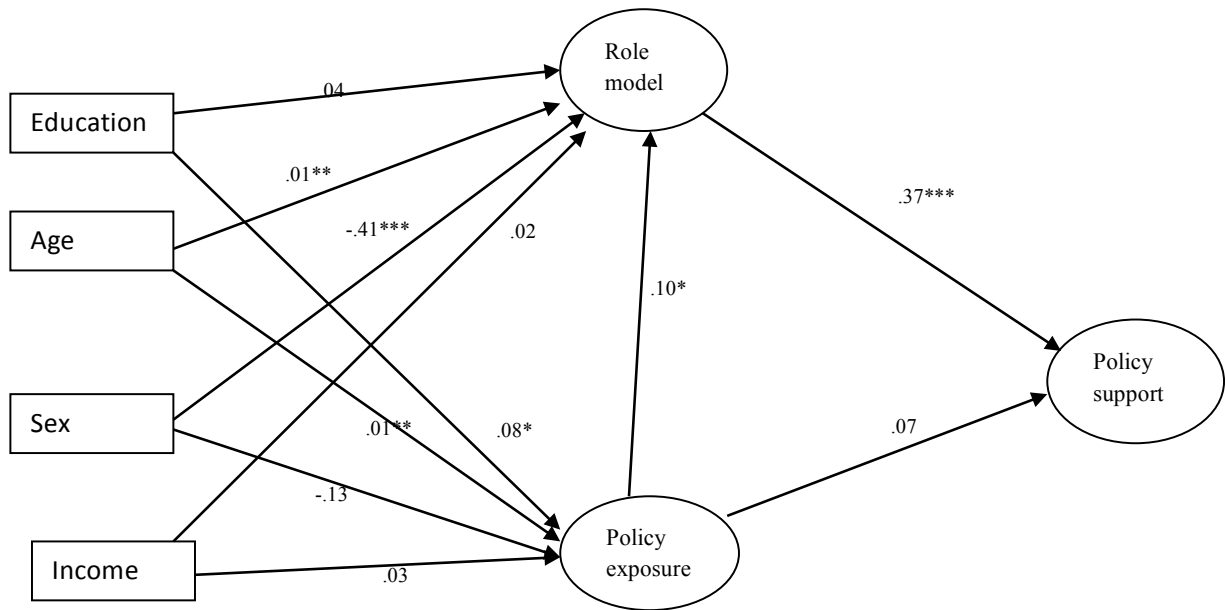 Role
model
.04
Education
.01**
-.41***
.02
.37***
Age
.10*
Policy
support
Sex
.01**
.08*
.07
-.13
Policy
exposure
Income
.03